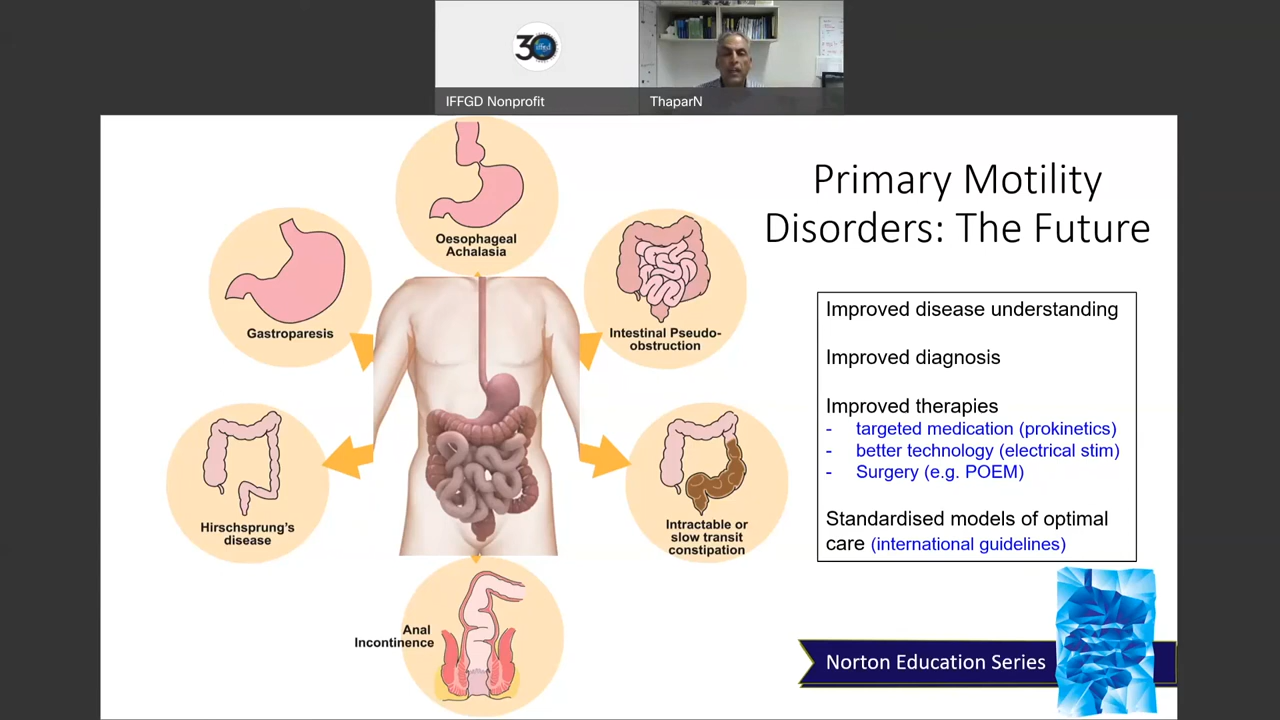 30
iffgd
IFFGD Nonprofit
ThaparN
Primary Motility
Disorders: The Future
Oesophageal
Achalasia
Gastroparesis
Intestinal Pseudo-
obstruction
Hirschsprung's
disease
Intractable or
slow transit
constipation
Anal
Incontinence
Improved disease understanding
Improved diagnosis
Improved therapies
- targeted medication (prokinetics)
- better technology (electrical stim)
- Surgery (e.g. POEM)
Standardised models of optimal
care (international guidelines)
Norton Education Series